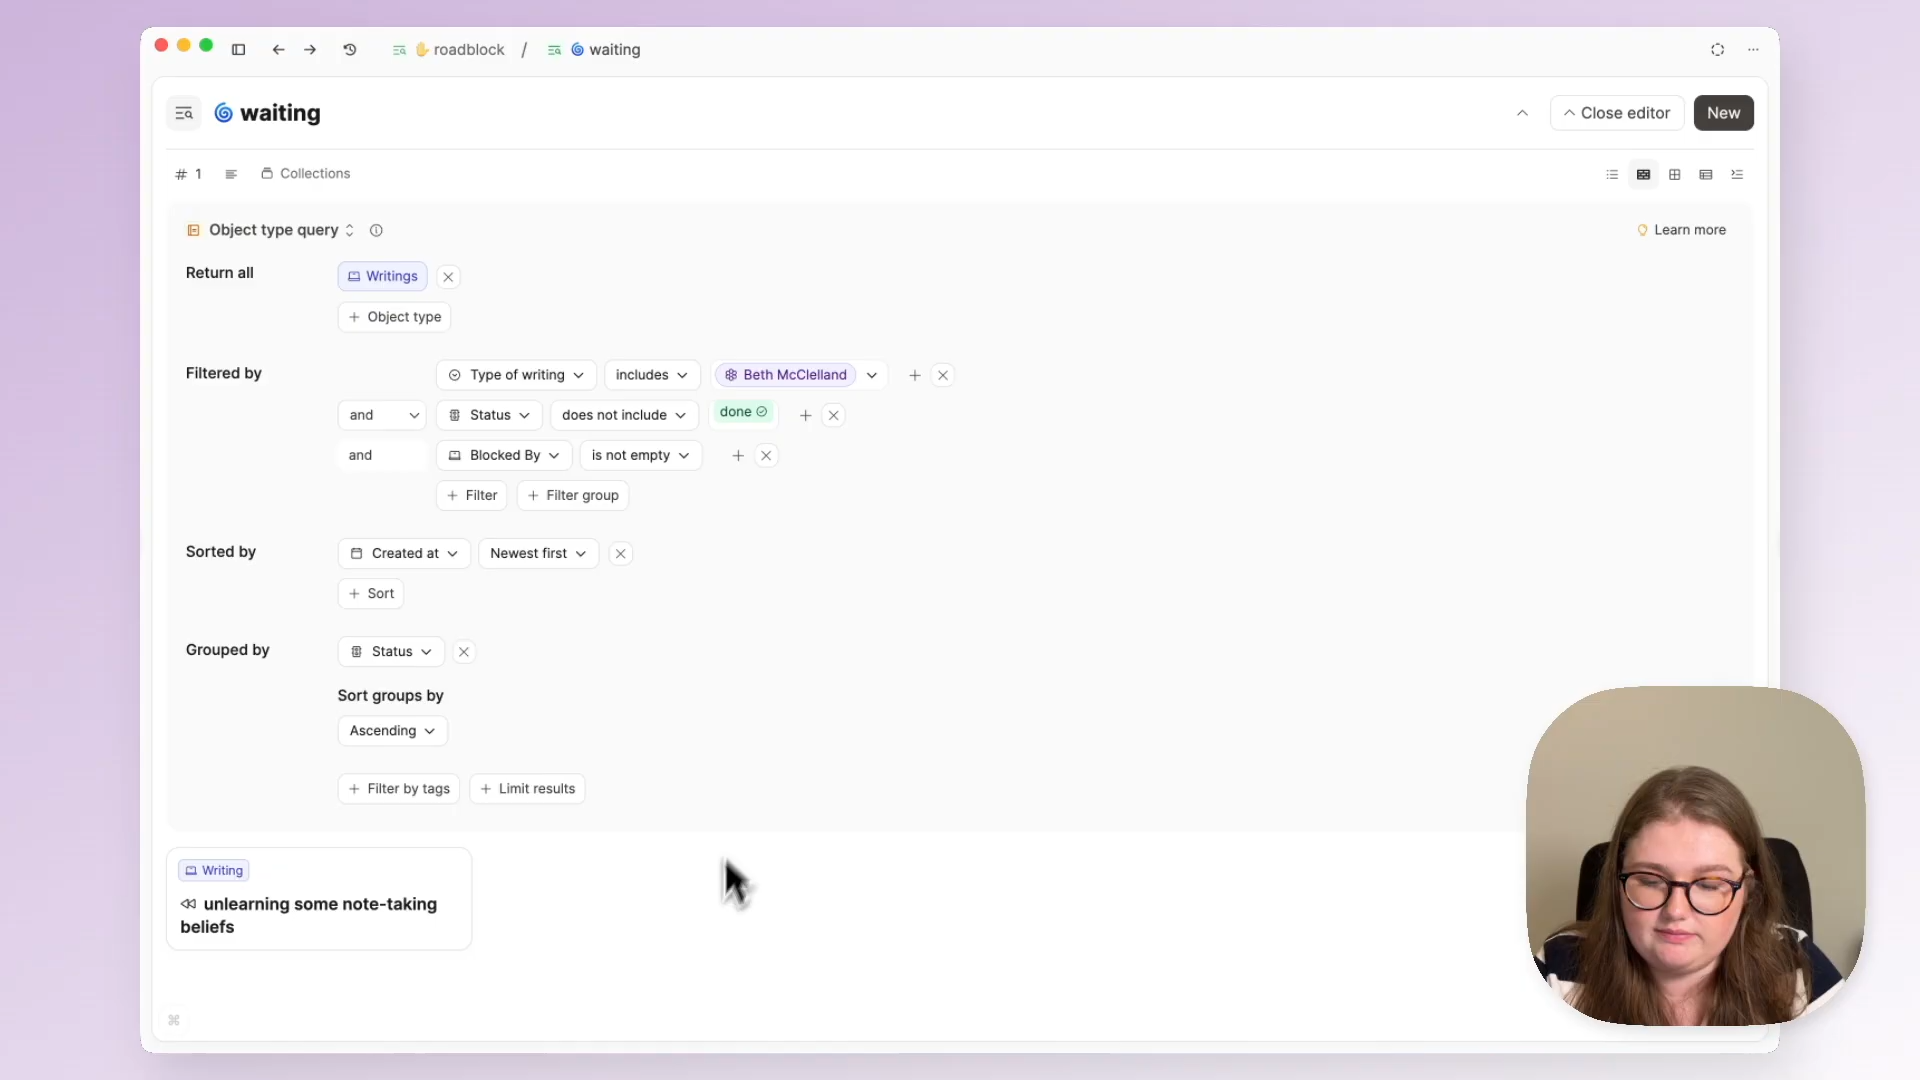 roadblock / waiting
waiting
Close editor
New
# 1
Collections
Object type query
Learn more
Return all
Writings
+ Object type
Filtered by
Type of writing
includes
Beth McClelland
and
Status
does not include
done
and
Blocked By
is not empty
+ Filter
+ Filter group
Sorted by
Created at
Newest first
+ Sort
Grouped by
Status
Sort groups by
Ascending
+ Filter by tags
+ Limit results
Writing
unlearning some note-taking
beliefs